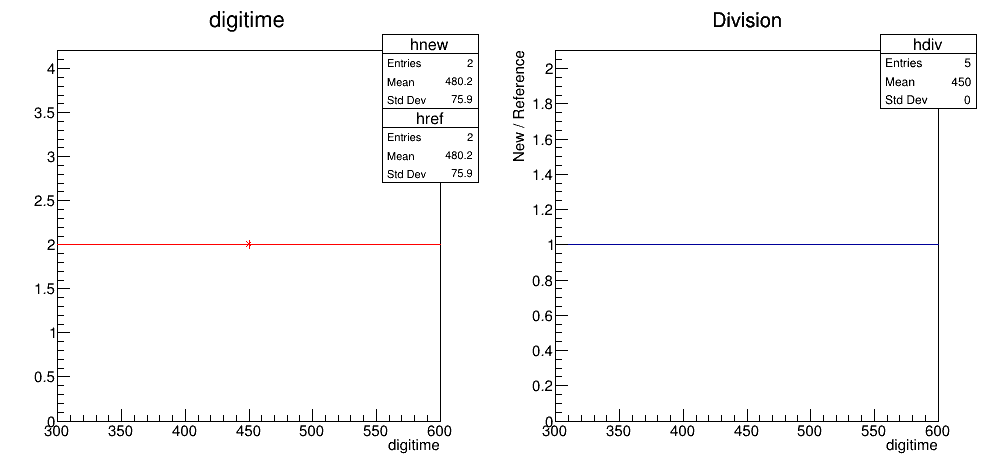 digitime
hnew
Entries 2
Mean 480.2
Std Dev 75.9
href
Entries 2
Mean 480.2
Std Dev 75.9
4
3.5
3
2.5
2
1.5
1
0.5
0
300 350 400 450 500 550 600
digitime
Division
hdiv
Entries 5
Mean 450
Std Dev 0
New / Reference
2
1.8
1.6
1.4
1.2
1
0.8
0.6
0.4
0.2
0
300 350 400 450 500 550 600
digitime